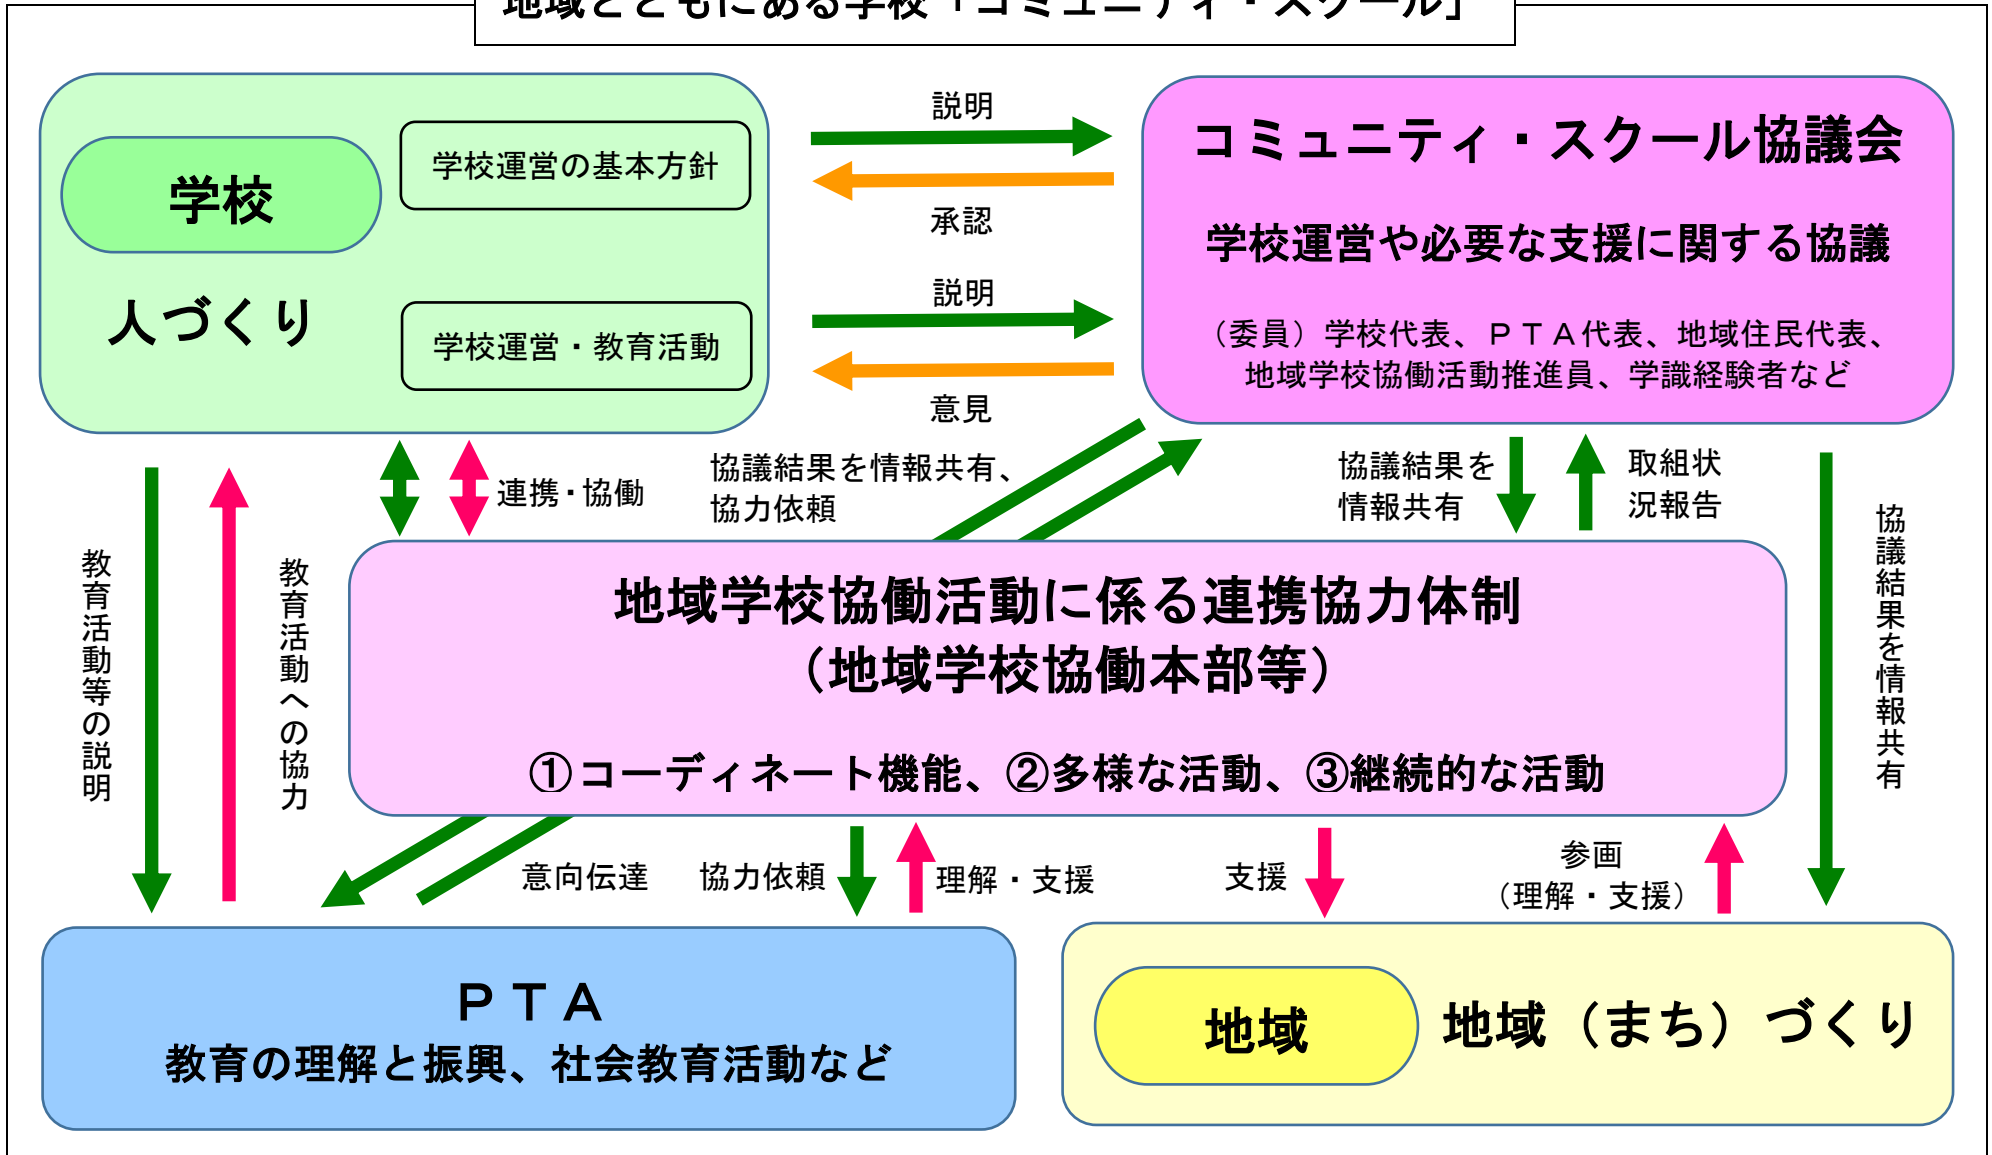 地域とともにある学校「コミュニティ・スクール」
学校
学校運営の基本方針
人づくり
学校運営・教育活動
説明
承認
説明
意見
コミュニティ・スクール協議会
学校運営や必要な支援に関する協議
（委員）学校代表、ＰＴＡ代表、地域住民代表、
地域学校協働活動推進員、学識経験者など
連携・協働
協議結果を情報共有、
協力依頼
協議結果を
情報共有
取組状
況報告
教育活動等の説明
教育活動への協力
協議結果を情報共有
地域学校協働活動に係る連携協力体制
（地域学校協働本部等）
①コーディネート機能、②多様な活動、③継続的な活動
意向伝達
協力依頼
理解・支援
支援
参画
（理解・支援）
ＰＴＡ
教育の理解と振興、社会教育活動など
地域
地域（まち）づくり